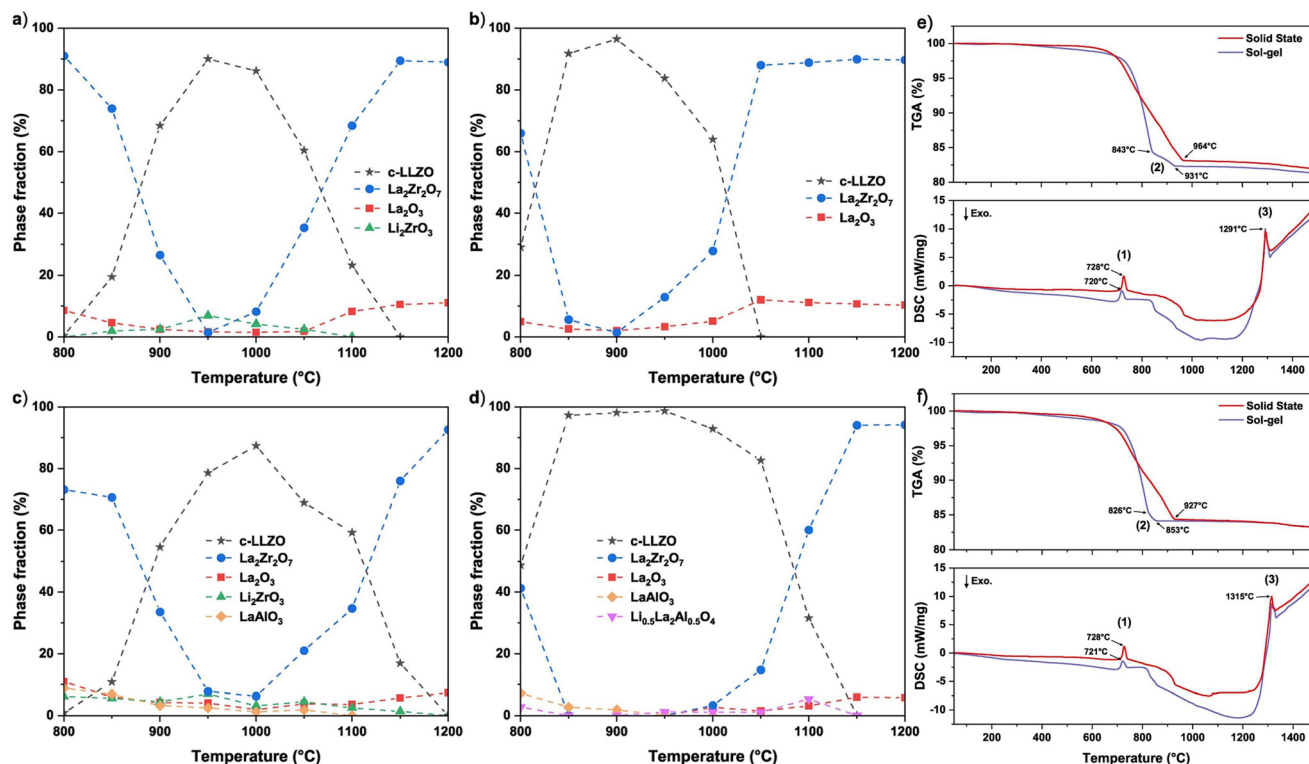 a)
100
80
60
40
20
0
Phase fraction (%)
c-LLZO
La₂Zr₂O₇
La₂O₃
Li₂ZrO₃
800
900
1000
1100
1200
Temperature (°C)
b)
100
80
60
40
20
0
Phase fraction (%)
c-LLZO
La₂Zr₂O₇
La₂O₃
800
900
1000
1100
1200
Temperature (°C)
e)
100
95
90
85
80
TGA (%)
Solid State
Sol-gel
843°C
964°C
(2)
931°C
15
10
5
0
-5
-10
DSC (mW/mg)
↓ Exo.
(1)
728°C
720°C
(3)
1291°C
200
400
600
800
1000
1200
1400
c)
100
80
60
40
20
0
Phase fraction (%)
c-LLZO
La₂Zr₂O₇
La₂O₃
Li₂ZrO₃
LaAlO₃
800
900
1000
1100
1200
Temperature (°C)
d)
100
80
60
40
20
0
Phase fraction (%)
c-LLZO
La₂Zr₂O₇
La₂O₃
LaAlO₃
Li₀.₅La₂Al₀.₅O₄
800
900
1000
1100
1200
Temperature (°C)
f)
100
95
90
85
80
TGA (%)
Solid State
Sol-gel
826°C
927°C
(2)
853°C
15
10
5
0
-5
-10
DSC (mW/mg)
↓ Exo.
(1)
728°C
721°C
(3)
1315°C
200
400
600
800
1000
1200
1400
Temperature (°C)